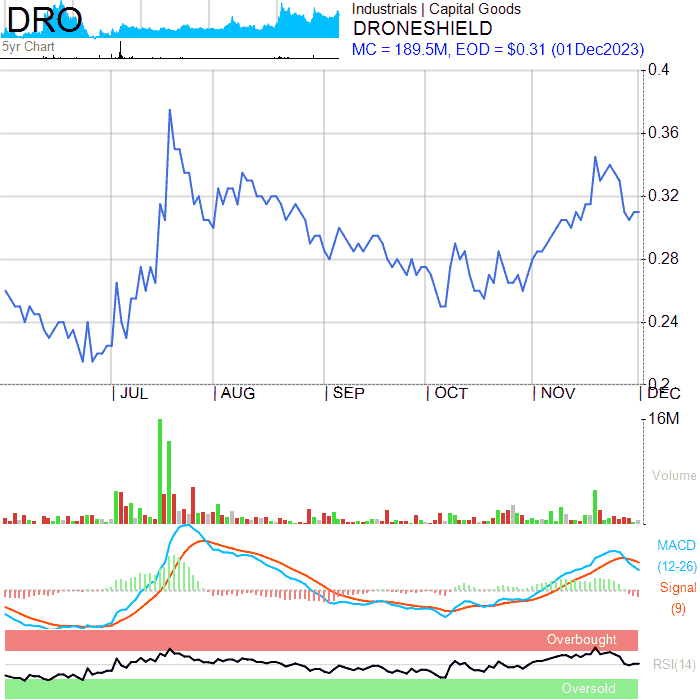 DRO
5yr Chart
Industrials | Capital Goods
DRONESHIELD
MC = 189.5M, EOD = $0.31 (01Dec2023)
0.4
0.36
0.32
0.28
0.24
0.2
JUL AUG SEP OCT NOV DEC
16M
Volume
MACD
(12-26)
Signal
(9)
Overbought
RSI(14)
Oversold